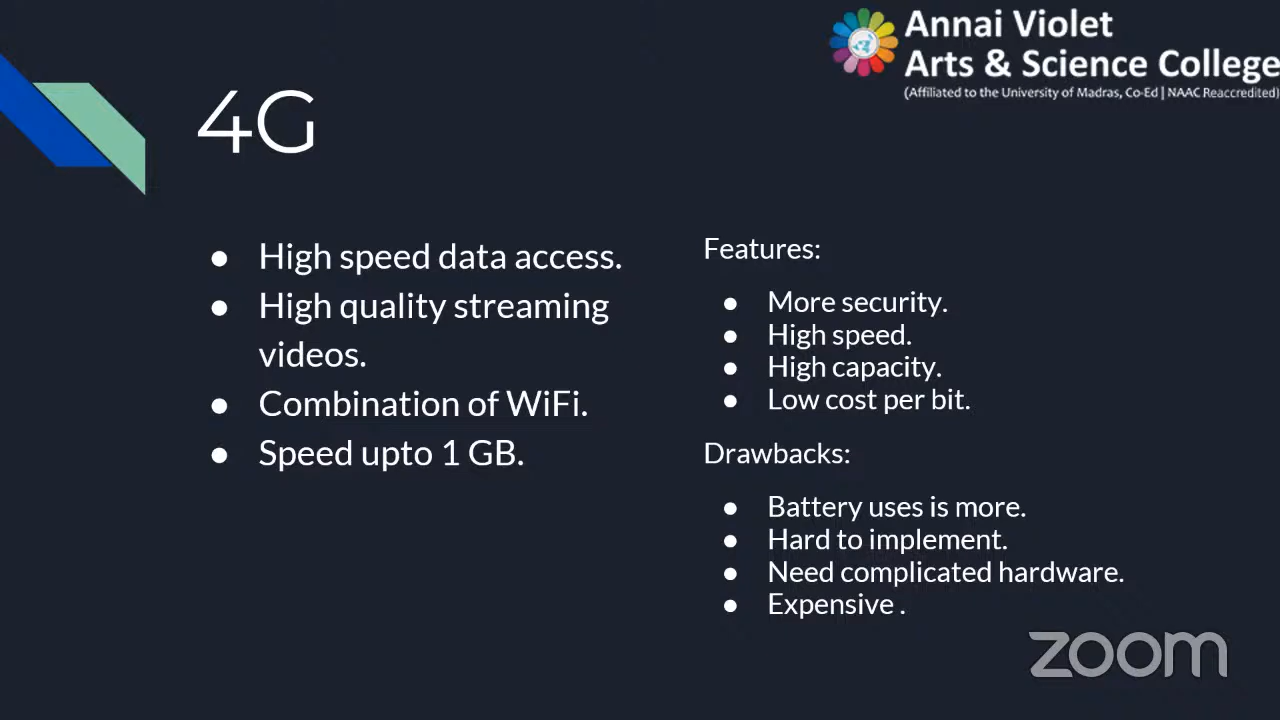 Annai Violet
Arts & Science College
(Affiliated to the University of Madras, Co-Ed | NAAC Reaccredited)
4G
● High speed data access.
● High quality streaming
videos.
● Combination of WiFi.
● Speed upto 1 GB.
Features:
● More security.
● High speed.
● High capacity.
● Low cost per bit.
Drawbacks:
● Battery uses is more.
● Hard to implement.
● Need complicated hardware.
● Expensive .
zoom